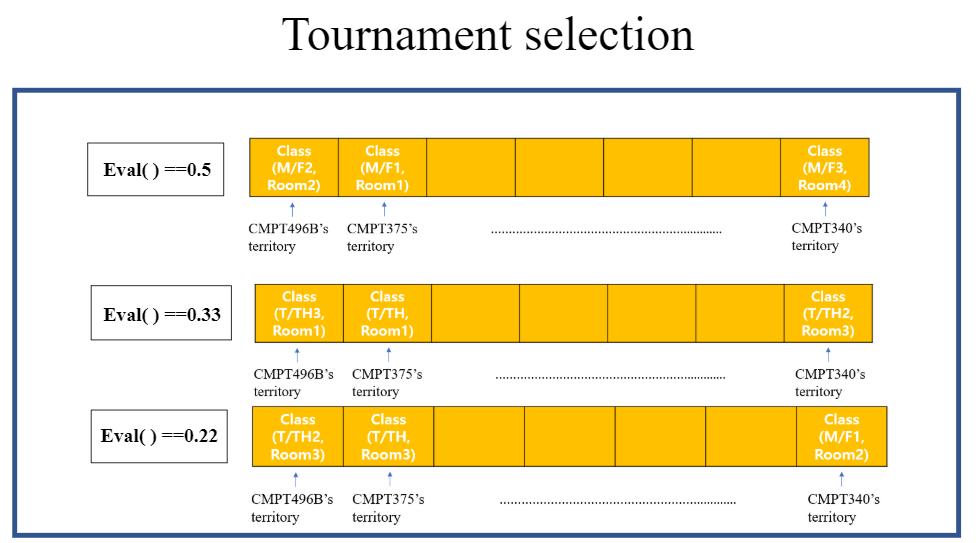 Tournament selection
Eval( ) ==0.5
Class Class Class
(M/F2, (M/F1, (M/F3,
Room2) Room1) Room4)
CMPT496B's CMPT375's ........................................................................ CMPT340's
territory territory territory
Eval( ) ==0.33
Class Class Class
(T/TH3, (T/TH, (T/TH2,
Room1) Room1) Room3)
CMPT496B's CMPT375's ........................................................................ CMPT340's
territory territory territory
Eval( ) ==0.22
Class Class Class
(T/TH2, (T/TH, (M/F1,
Room3) Room3) Room2)
CMPT496B's CMPT375's ........................................................................ CMPT340's
territory territory territory